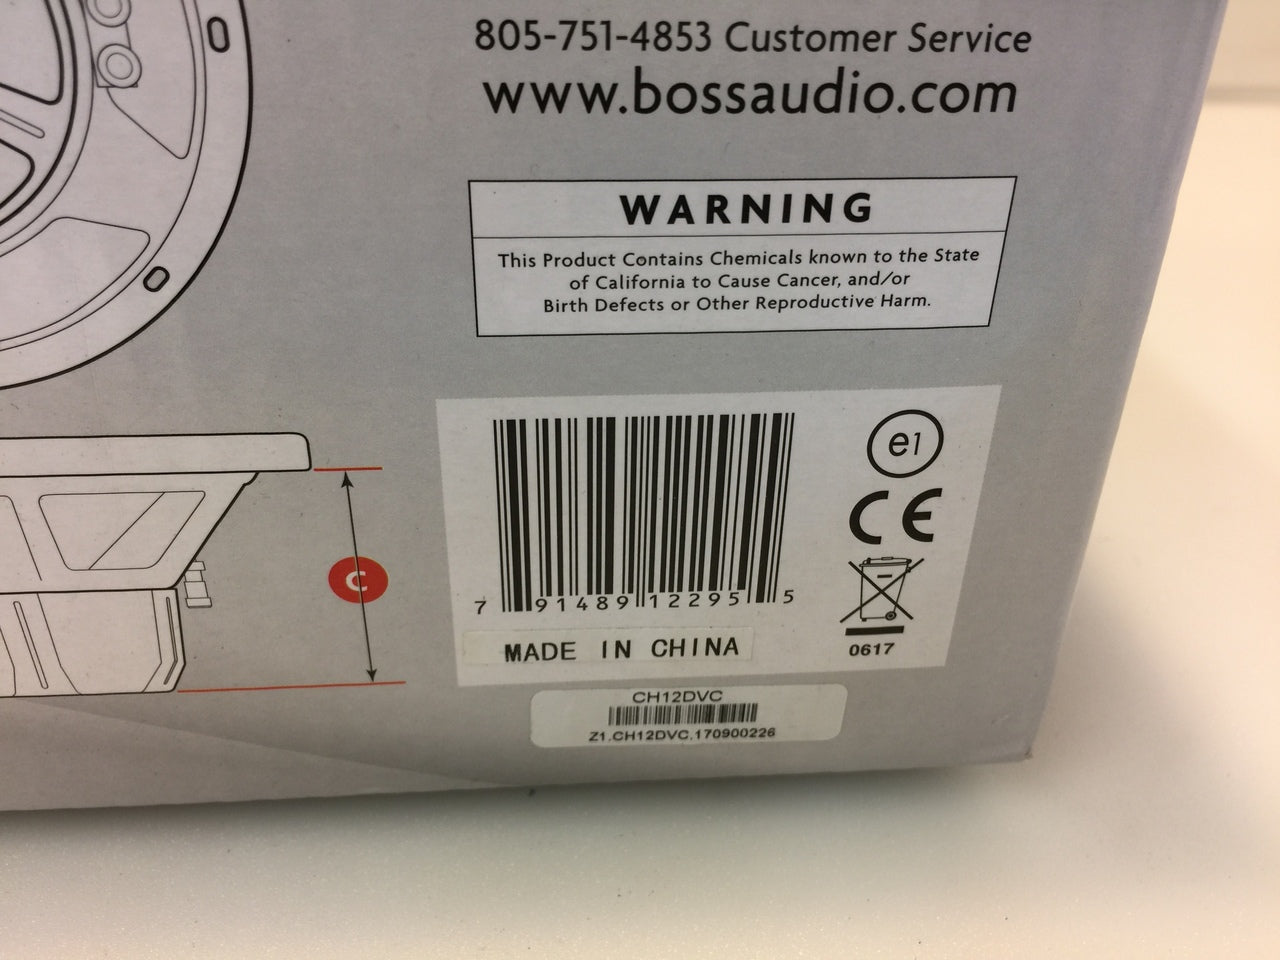 805-751-4853 Customer Service
www.bossaudio.com
WARNING
This Product Contains Chemicals known to the State
of California to Cause Cancer, and/or
Birth Defects or Other Reproductive Harm.
e1
CE
C
7 91489 12295 5
0617
MADE IN CHINA
CH12DVC
Z1.CH12DVC.170900226